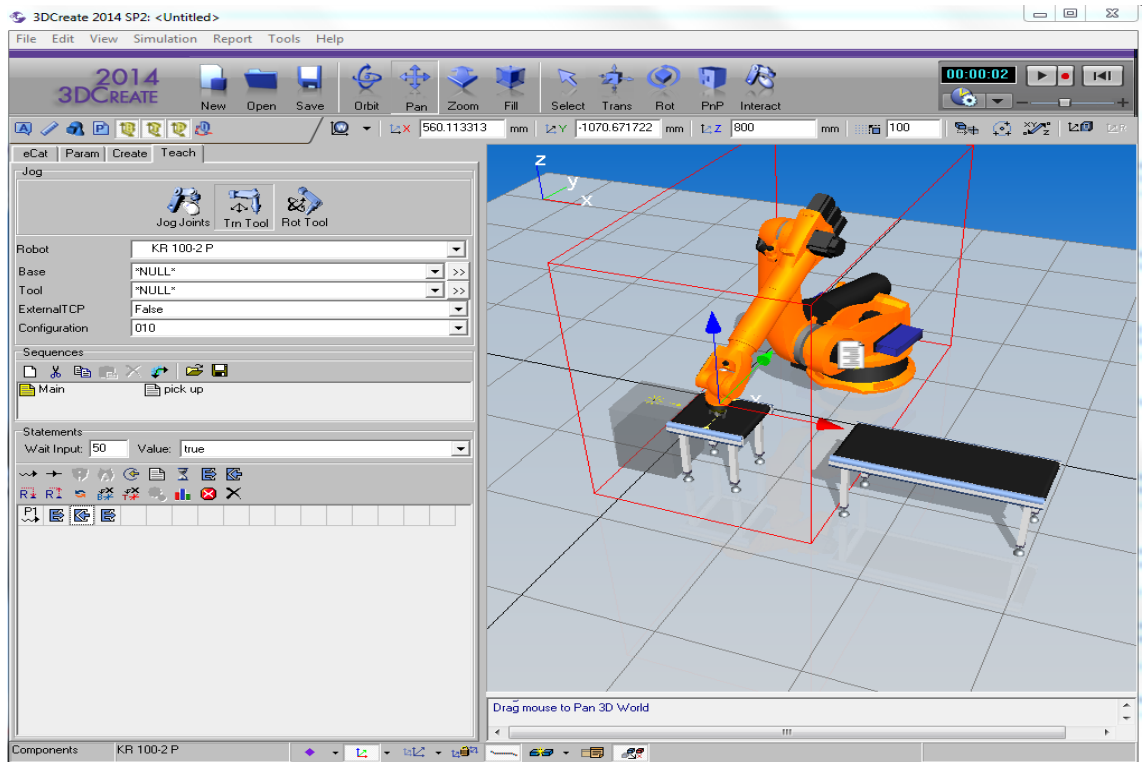 3DCreate 2014 SP2: <Untitled>
File Edit View Simulation Report Tools Help
2014
3DCREATE
New Open Save Orbit Pan Zoom Fill Select Trans Rot PnP Interact
00:00:02
X 560.113313 mm Y -1070.671722 mm Z 800 mm 100
eCat Param Create Teach
Jog
Jog Joints Trn Tool Rot Tool
Robot KR 100-2 P
Base *NULL* >>
Tool *NULL* >>
ExternalTCP False
Configuration 010
Sequences
Main pick up
Statements
Wait Input: 50 Value: true
P1
z
y
x
Drag mouse to Pan 3D World
Components KR 100-2 P